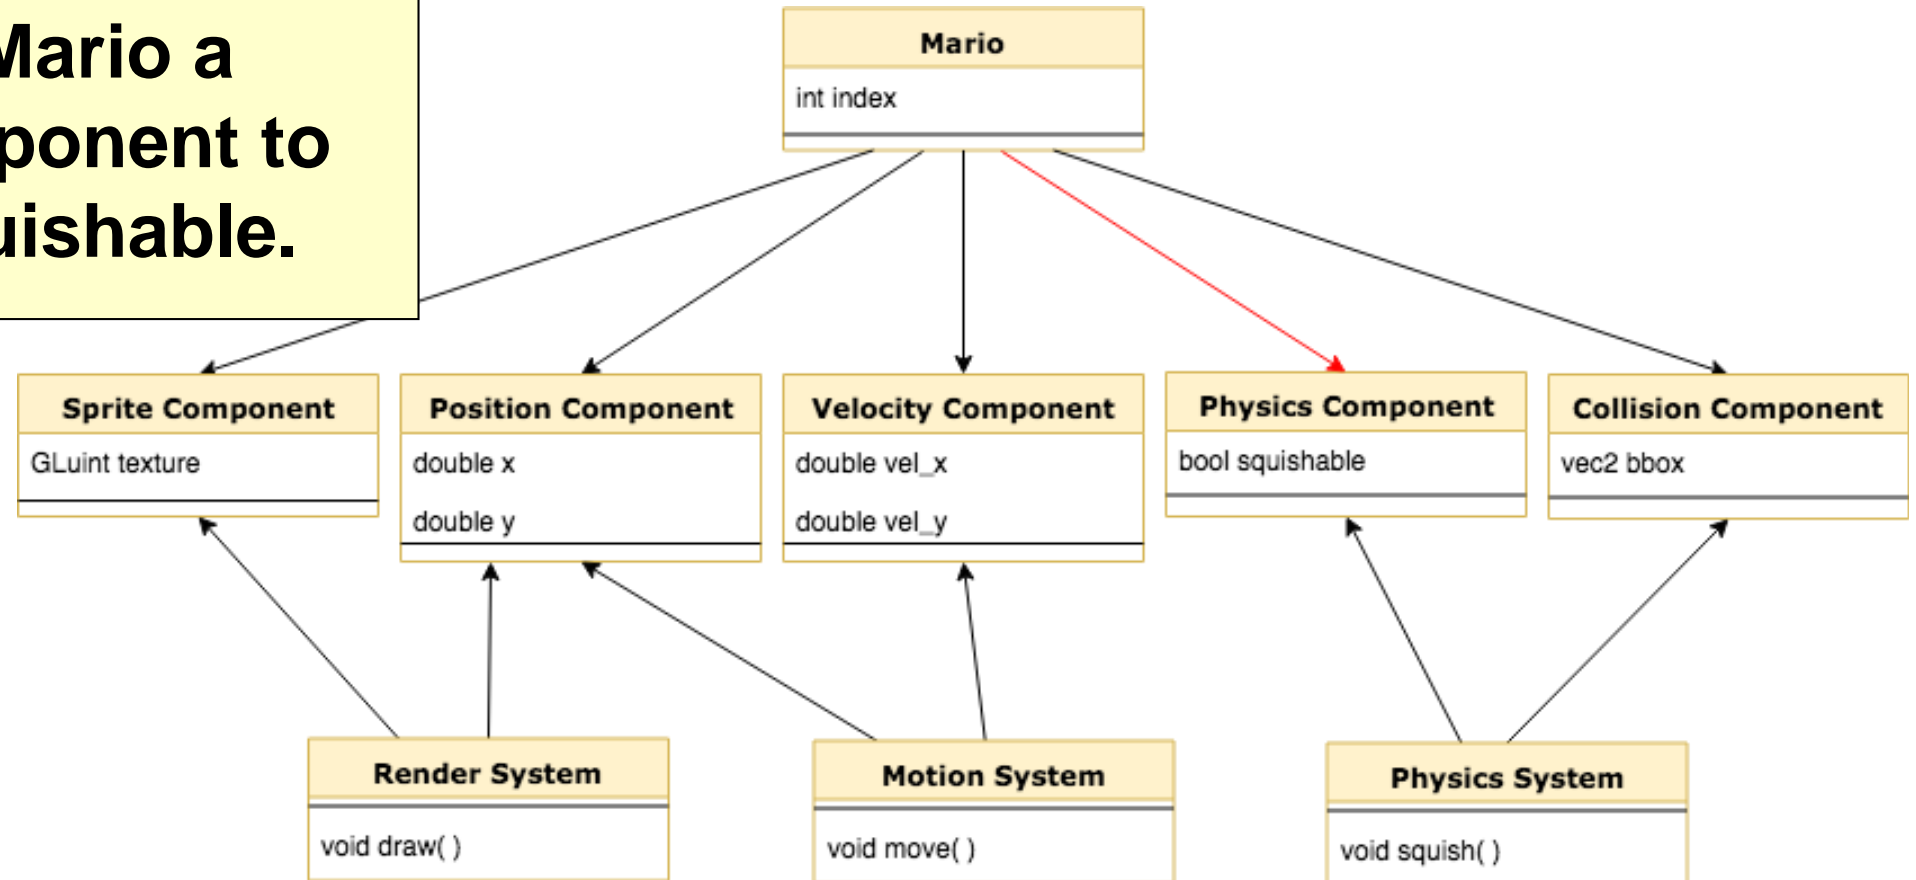 Mario a
ponent to
uishable.
Mario
int index
Sprite Component
GLuint texture
Position Component
double x
double y
Velocity Component
double vel_x
double vel_y
Physics Component
bool squishable
Collision Component
vec2 bbox
Render System
void draw( )
Motion System
void move( )
Physics System
void squish( )